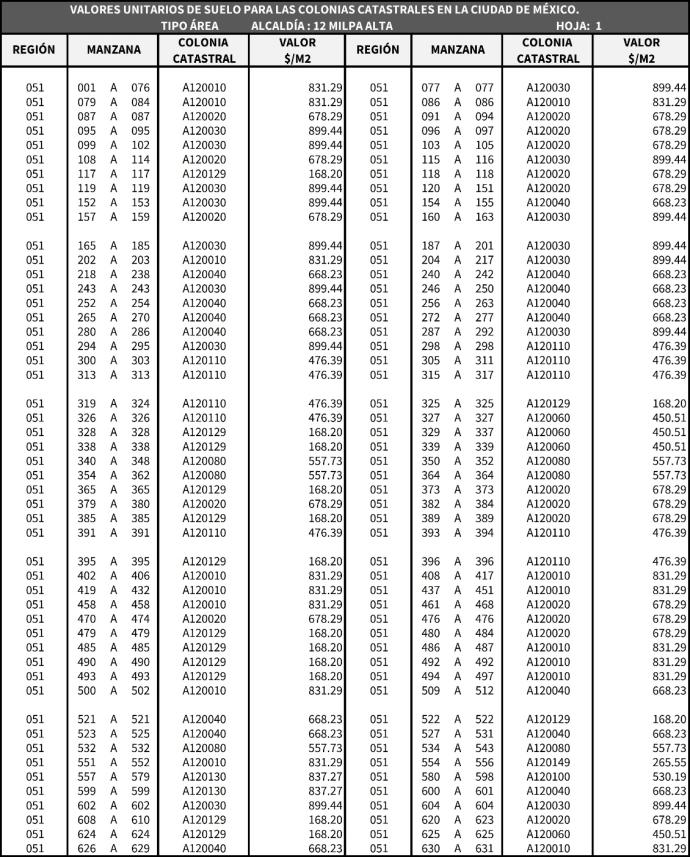 VALORES UNITARIOS DE SUELO PARA LAS COLONIAS CATASTRALES EN LA CIUDAD DE MÉXICO.
TIPO ÁREA ALCALDÍA : 12 MILPA ALTA HOJA: 1
REGIÓN MANZANA COLONIA CATASTRAL VALOR $/M2 REGIÓN MANZANA COLONIA CATASTRAL VALOR $/M2
051 001 A 076 A120010 831.29 051 077 A 077 A120030 899.44
051 079 A 084 A120010 831.29 051 086 A 086 A120010 831.29
051 087 A 087 A120020 678.29 051 091 A 094 A120020 678.29
051 095 A 095 A120030 899.44 051 096 A 097 A120020 678.29
051 099 A 102 A120030 899.44 051 103 A 105 A120020 678.29
051 108 A 114 A120020 678.29 051 115 A 116 A120030 899.44
051 117 A 117 A120129 168.20 051 118 A 118 A120020 678.29
051 119 A 119 A120030 899.44 051 120 A 151 A120020 678.29
051 152 A 153 A120030 899.44 051 154 A 155 A120040 668.23
051 157 A 159 A120020 678.29 051 160 A 163 A120030 899.44
051 165 A 185 A120030 899.44 051 187 A 201 A120030 899.44
051 202 A 203 A120010 831.29 051 204 A 217 A120030 899.44
051 218 A 238 A120040 668.23 051 240 A 242 A120040 668.23
051 243 A 243 A120030 899.44 051 246 A 250 A120040 668.23
051 252 A 254 A120040 668.23 051 256 A 263 A120040 668.23
051 265 A 270 A120040 668.23 051 272 A 277 A120040 668.23
051 280 A 286 A120040 668.23 051 287 A 292 A120030 899.44
051 294 A 295 A120030 899.44 051 298 A 298 A120110 476.39
051 300 A 303 A120110 476.39 051 305 A 311 A120110 476.39
051 313 A 313 A120110 476.39 051 315 A 317 A120110 476.39
051 319 A 324 A120110 476.39 051 325 A 325 A120129 168.20
051 326 A 326 A120110 476.39 051 327 A 327 A120060 450.51
051 328 A 328 A120129 168.20 051 329 A 337 A120060 450.51
051 338 A 338 A120129 168.20 051 339 A 339 A120060 450.51
051 340 A 348 A120080 557.73 051 350 A 352 A120080 557.73
051 354 A 362 A120080 557.73 051 364 A 364 A120080 557.73
051 365 A 365 A120129 168.20 051 373 A 373 A120020 678.29
051 379 A 380 A120020 678.29 051 382 A 384 A120020 678.29
051 385 A 385 A120129 168.20 051 389 A 389 A120020 678.29
051 391 A 391 A120110 476.39 051 393 A 394 A120110 476.39
051 395 A 395 A120129 168.20 051 396 A 396 A120110 476.39
051 402 A 406 A120010 831.29 051 408 A 417 A120010 831.29
051 419 A 432 A120010 831.29 051 437 A 451 A120010 831.29
051 458 A 458 A120010 831.29 051 461 A 468 A120020 678.29
051 470 A 474 A120020 678.29 051 476 A 476 A120020 678.29
051 479 A 479 A120129 168.20 051 480 A 484 A120020 678.29
051 485 A 485 A120129 168.20 051 486 A 487 A120010 831.29
051 490 A 490 A120129 168.20 051 492 A 492 A120010 831.29
051 493 A 493 A120129 168.20 051 494 A 497 A120010 831.29
051 500 A 502 A120010 831.29 051 509 A 512 A120040 668.23
051 521 A 521 A120040 668.23 051 522 A 522 A120129 168.20
051 523 A 525 A120040 668.23 051 527 A 531 A120040 668.23
051 532 A 532 A120080 557.73 051 534 A 543 A120080 557.73
051 551 A 552 A120010 831.29 051 554 A 556 A120149 265.55
051 557 A 579 A120130 837.27 051 580 A 598 A120100 530.19
051 599 A 599 A120130 837.27 051 600 A 601 A120040 668.23
051 602 A 602 A120030 899.44 051 604 A 604 A120030 899.44
051 608 A 610 A120129 168.20 051 612 A 623 A120020 678.29
051 624 A 624 A120129 168.20 051 625 A 625 A120060 450.51
051 626 A 629 A120040 668.23 051 630 A 631 A120010 831.29